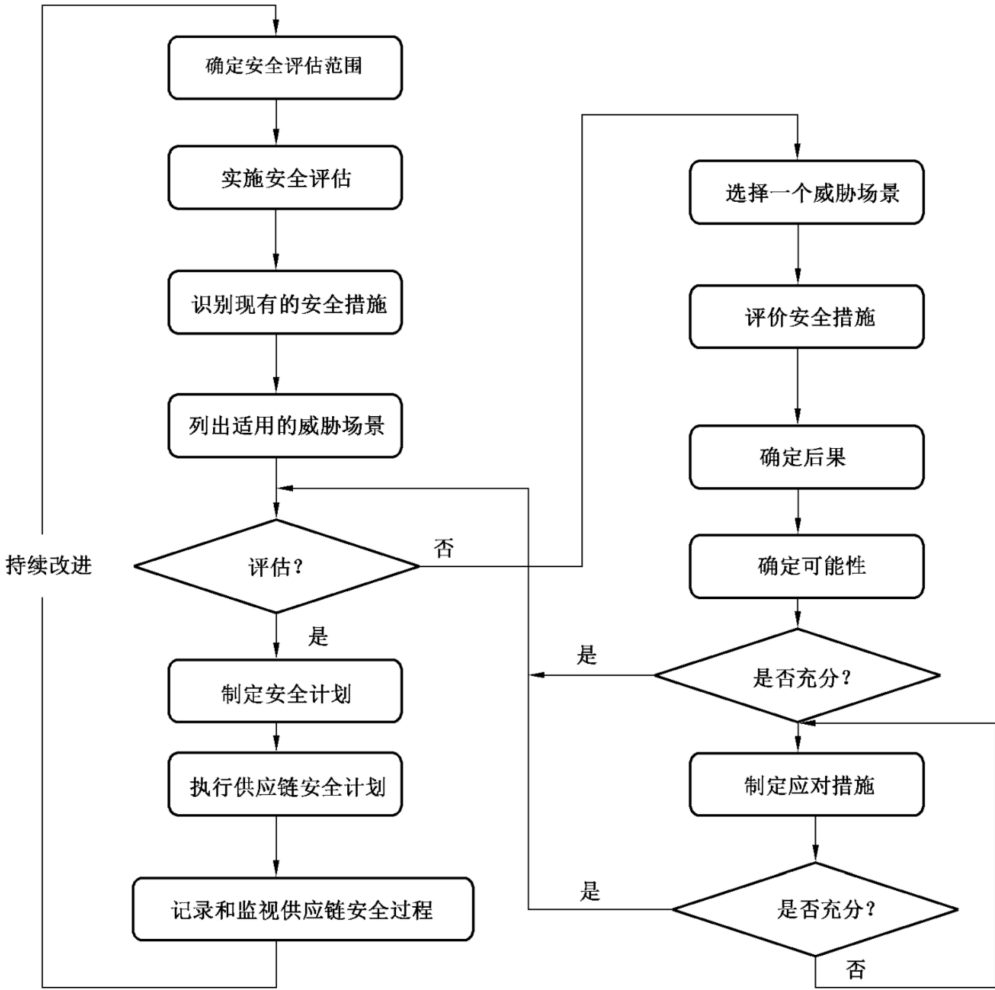 确定安全评估范围
实施安全评估
识别现有的安全措施
列出适用的威胁场景
评估？
否
是
制定安全计划
执行供应链安全计划
记录和监视供应链安全过程
持续改进
选择一个威胁场景
评价安全措施
确定后果
确定可能性
是否充分？
是
制定应对措施
是否充分？
是
否